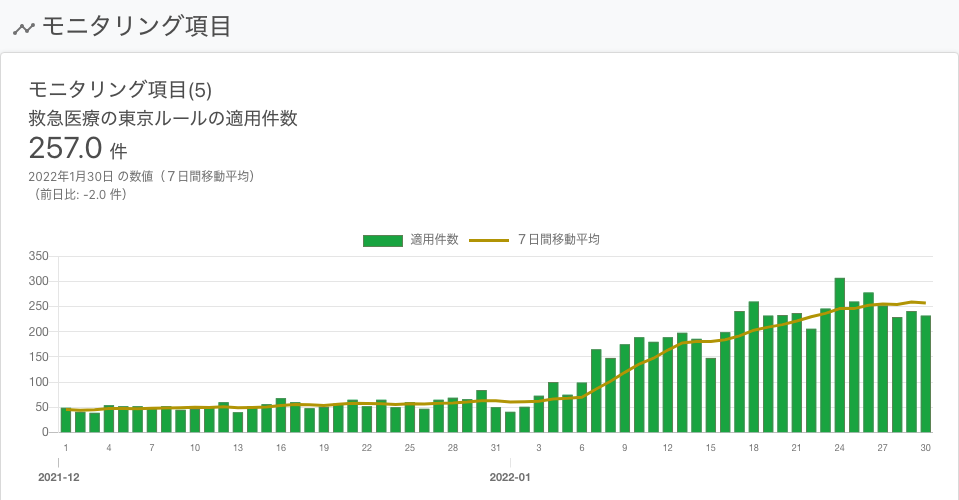 モニタリング項目
モニタリング項目(5)
救急医療の東京ルールの適用件数
257.0 件
2022年1月30日 の数値（７日間移動平均）
（前日比: -2.0 件）
適用件数 ７日間移動平均
350
300
250
200
150
100
50
0
1 4 7 10 13 16 19 22 25 28 31 3 6 9 12 15 18 21 24 27 30
2021-12 2022-01